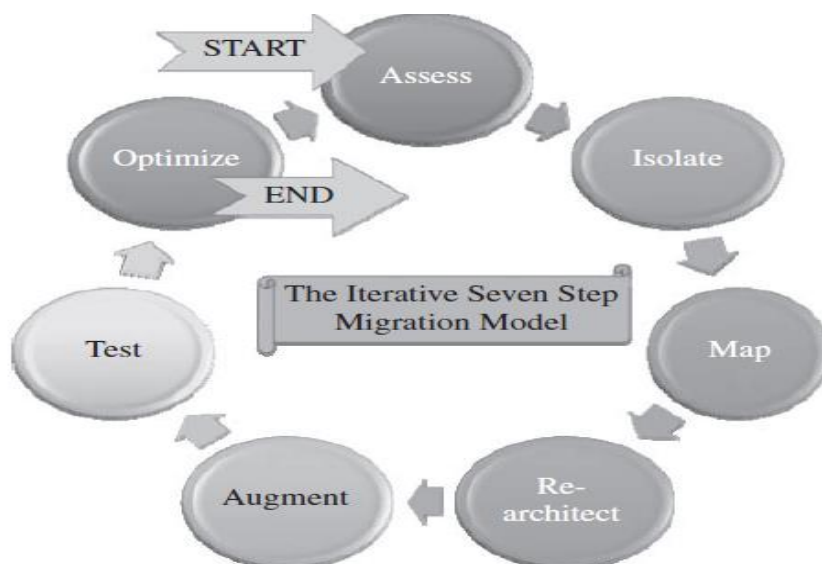 START
Assess
Optimize
Isolate
END
The Iterative Seven Step
Migration Model
Test
Map
Augment
Re-
architect